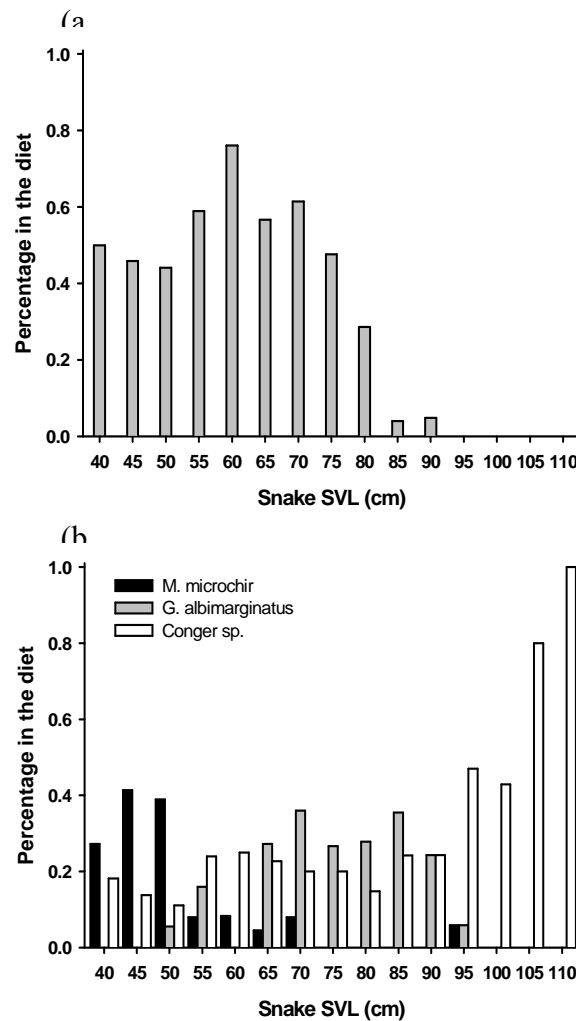 (a
1.0
0.8
0.6
0.4
0.2
0.0
Percentage in the diet
40 45 50 55 60 65 70 75 80 85 90 95 100 105 110
Snake SVL (cm)
(b
1.0
0.8
0.6
0.4
0.2
0.0
Percentage in the diet
M. microchir
G. albimarginatus
Conger sp.
40 45 50 55 60 65 70 75 80 85 90 95 100 105 110
Snake SVL (cm)